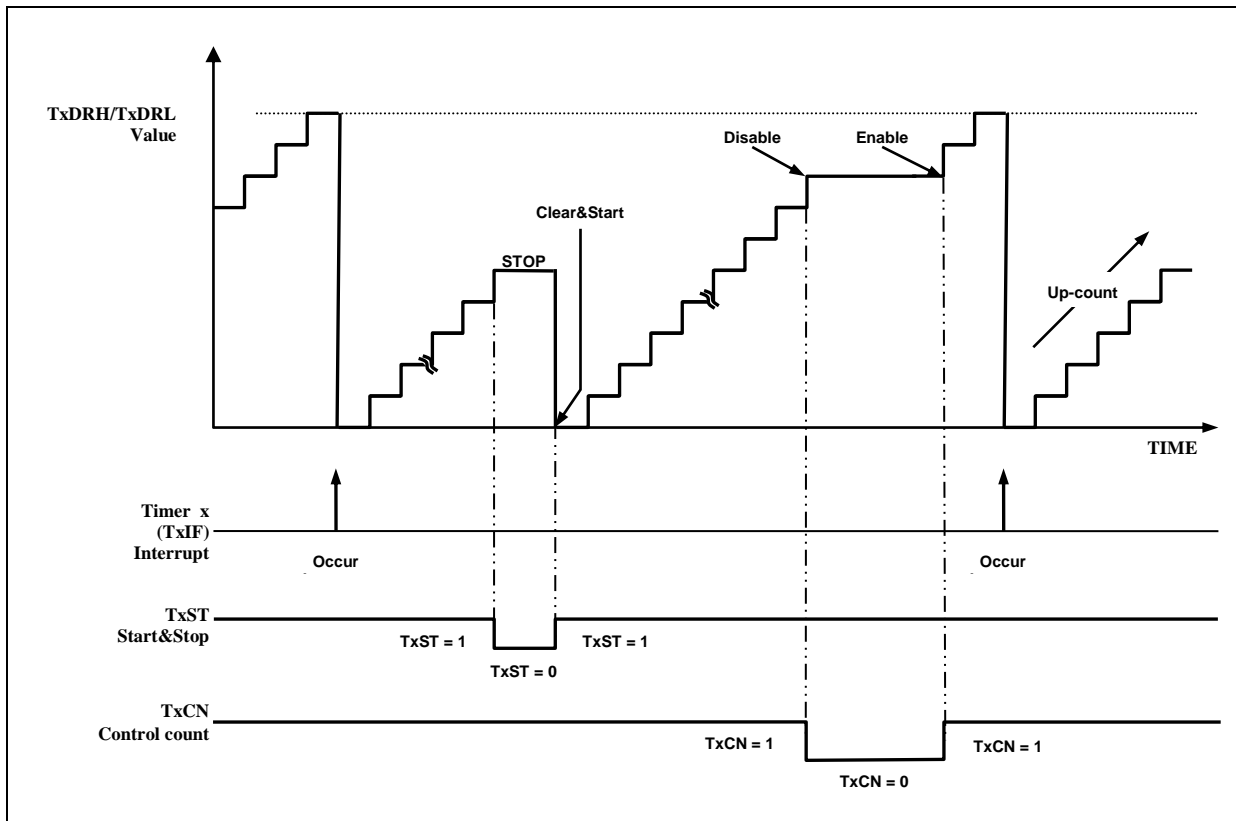 TxDRH/TxDRL
Value
Disable
Enable
Clear&Start
STOP
Up-count
TIME
Timer x
(TxIF)
Interrupt
Occur
Occur
TxST
Start&Stop
TxST = 1
TxST = 0
TxST = 1
TxCN
Control count
TxCN = 1
TxCN = 0
TxCN = 1